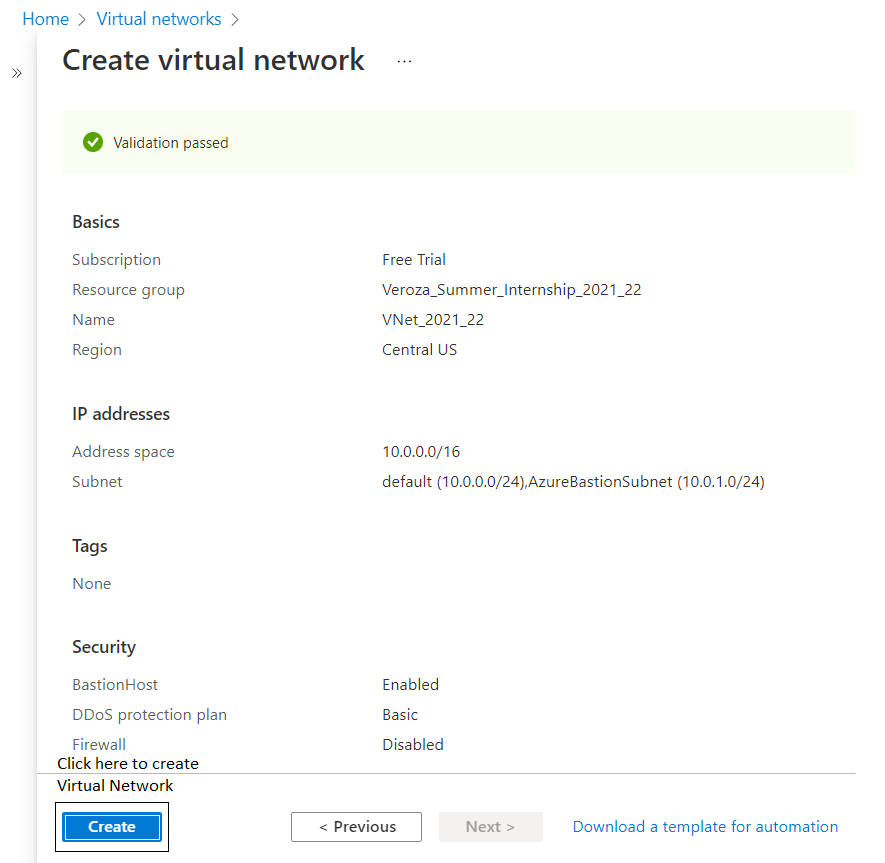 Home > Virtual networks >
Create virtual network ...
Validation passed
Basics
Subscription Free Trial
Resource group Veroza_Summer_Internship_2021_22
Name VNet_2021_22
Region Central US
IP addresses
Address space 10.0.0.0/16
Subnet default (10.0.0.0/24),AzureBastionSubnet (10.0.1.0/24)
Tags
None
Security
BastionHost Enabled
DDoS protection plan Basic
Firewall Disabled
Click here to create
Virtual Network
Create < Previous Next > Download a template for automation